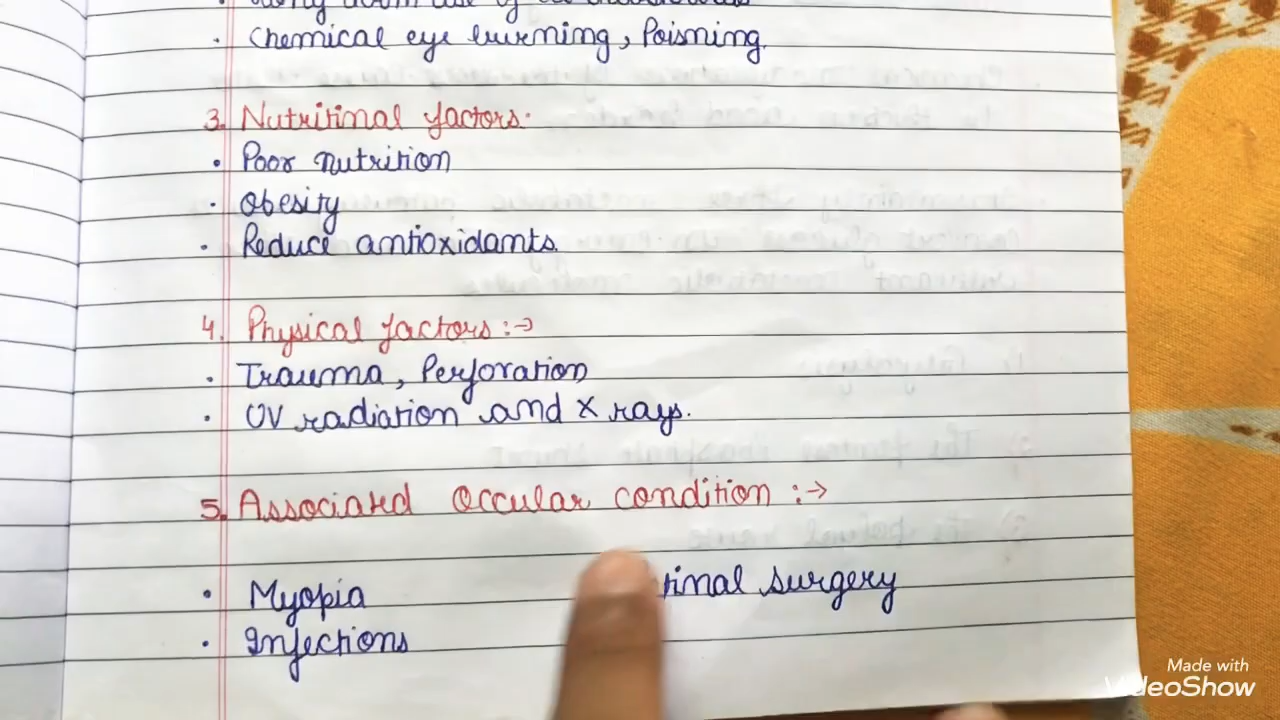 • Chemical eye burning, Poisning.
3. Nutritinal factors:
• Poor nutrition
• Obesity
• Reduce antioxidants.
4. Physical factors :→
• Trauma, Perforation
• UV radiation and X rays.
5. Associated Occular condition :→
• Myopia tinal surgery
• Infections
Made with
VideoShow